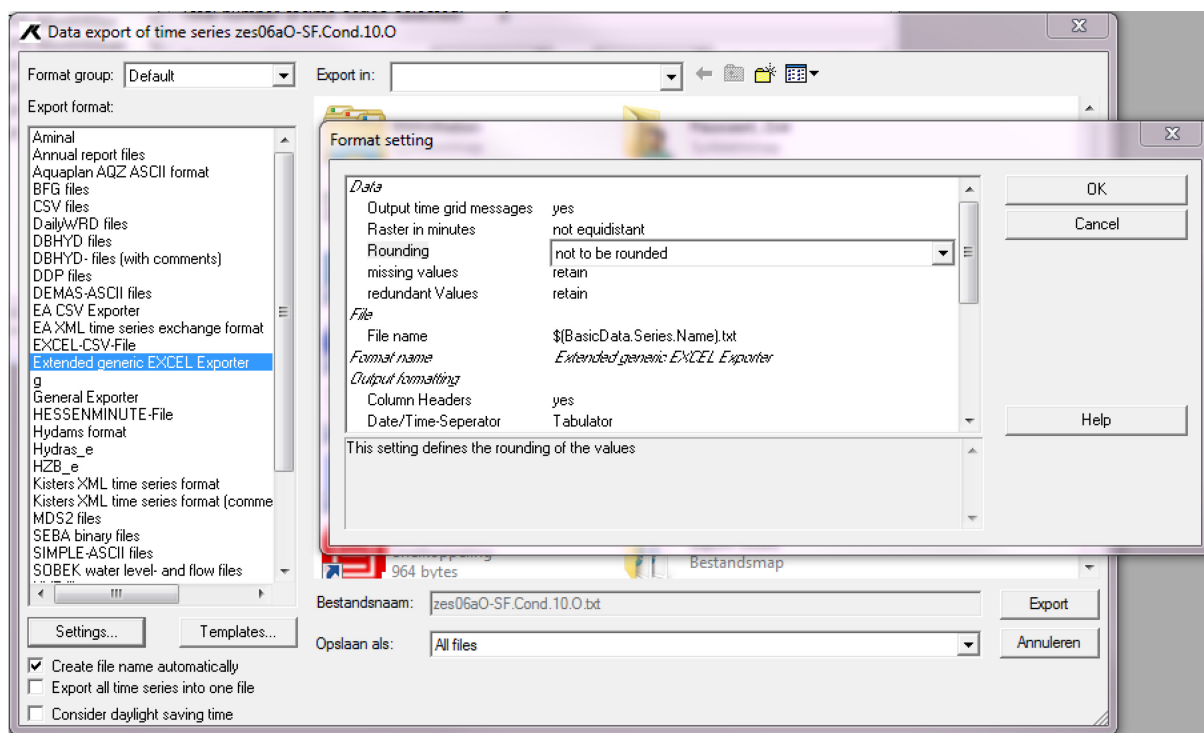 Data export of time series zes06aO-SF.Cond.10.O
Format group: Default
Export in:
Export format:
Aminal
Annual report files
Aquaplan AQZ ASCII format
BFG files
CSV files
DailyWRD files
DBHYD files
DBHYD- files (with comments)
DDP files
DEMAS-ASCII files
EA CSV Exporter
EA XML time series exchange format
EXCEL-CSV-File
Extended generic EXCEL Exporter
g
General Exporter
HESSENMINUTE-File
Hydams format
Hydras_e
HZB_e
Kisters XML time series format
Kisters XML time series format (comme
MDS2 files
SEBA binary files
SIMPLE-ASCII files
SOBEK water level- and flow files
Settings... Templates...
Create file name automatically
Export all time series into one file
Consider daylight saving time
Format setting
Data
Output time grid messages yes
Raster in minutes not equidistant
Rounding not to be rounded
missing values retain
redundant Values retain
File
File name $(BasicData.Series.Name).txt
Format name Extended generic EXCEL Exporter
Output formatting
Column Headers yes
Date/Time-Seperator Tabulator
This setting defines the rounding of the values
OK
Cancel
Help
964 bytes
Bestandsmap
Bestandsnaam: zes06aO-SF.Cond.10.O.txt Export
Opslaan als: All files Annuleren